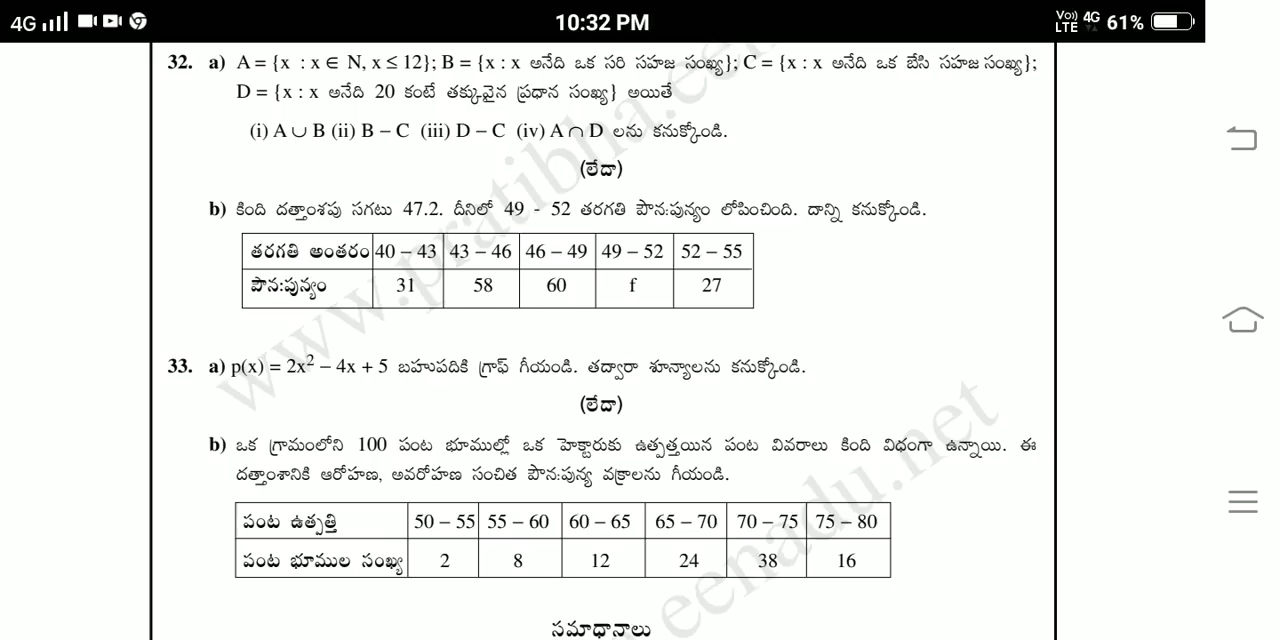 4G 10:32 PM Vo)) LTE 4G 61%
32. a) A = {x : x ∈ N, x ≤ 12}; B = {x : x అనేది ఒక సరి సహజ సంఖ్య}; C = {x : x అనేది ఒక బేసి సహజ సంఖ్య};
D = {x : x అనేది 20 కంటే తక్కువైన ప్రధాన సంఖ్య} అయితే
(i) A ∪ B (ii) B – C (iii) D – C (iv) A ∩ D లను కనుక్కోండి.
(లేదా)
b) కింది దత్తాంశపు సగటు 47.2. దీనిలో 49 - 52 తరగతి పౌనఃపున్యం లోపించింది. దాన్ని కనుక్కోండి.
తరగతి అంతరం 40 – 43 43 – 46 46 – 49 49 – 52 52 – 55
పౌనఃపున్యం 31 58 60 f 27
33. a) p(x) = 2x² – 4x + 5 బహుపదికి గ్రాఫ్ గీయండి. తద్వారా శూన్యాలను కనుక్కోండి.
(లేదా)
b) ఒక గ్రామంలోని 100 పంట భూముల్లో ఒక హెక్టారుకు ఉత్పత్తయిన పంట వివరాలు కింది విధంగా ఉన్నాయి. ఈ
దత్తాంశానికి ఆరోహణ, అవరోహణ సంచిత పౌనఃపున్య వక్రాలను గీయండి.
పంట ఉత్పత్తి 50 – 55 55 – 60 60 – 65 65 – 70 70 – 75 75 – 80
పంట భూముల సంఖ్య 2 8 12 24 38 16
సమాధానాలు
www.pratibha.eenadu.net